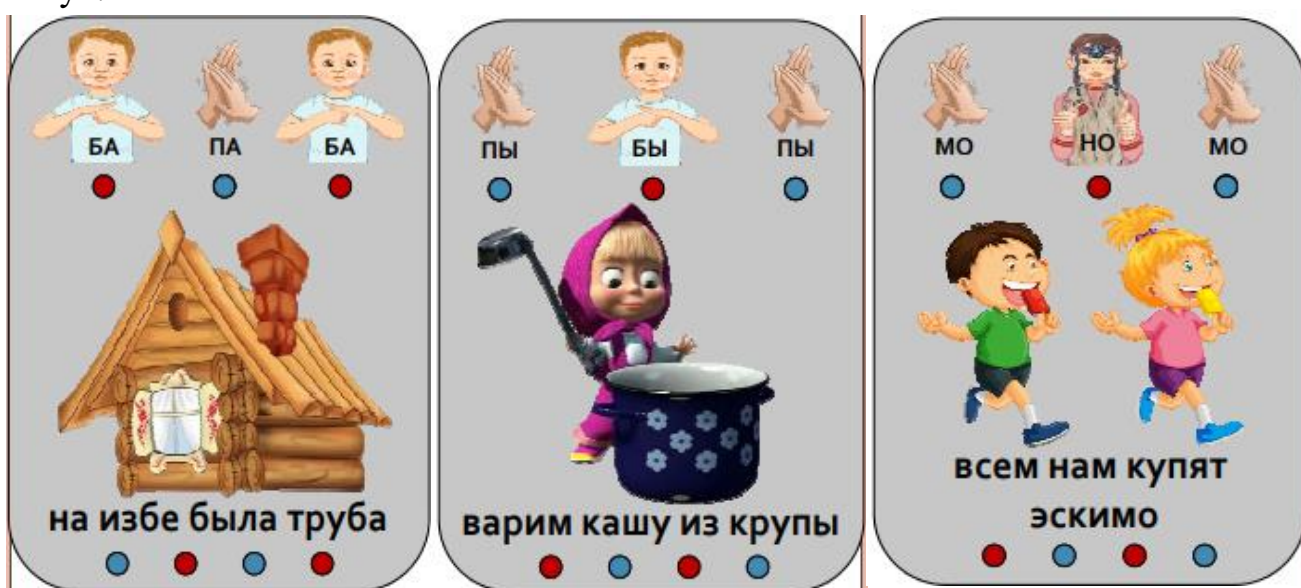 БА ПА БА
на избе была труба
ПЫ БЫ ПЫ
варим кашу из крупы
МО НО МО
всем нам купят
эскимо